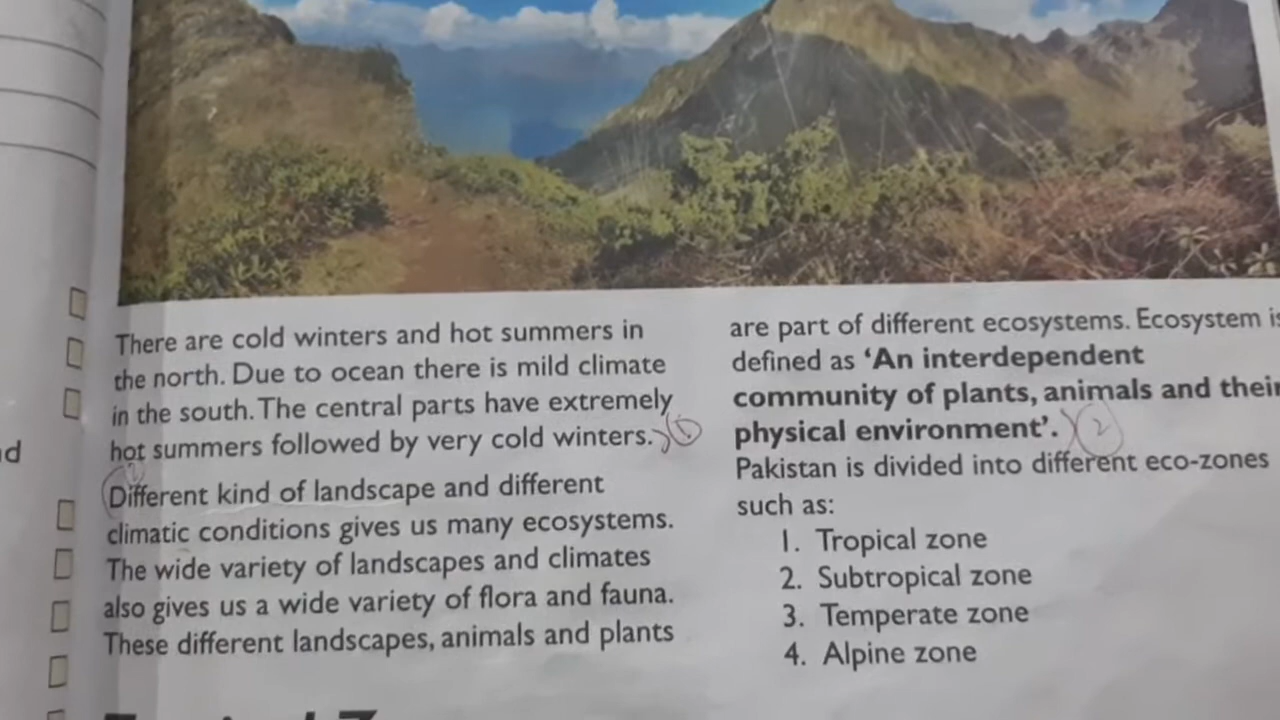 There are cold winters and hot summers in
the north. Due to ocean there is mild climate
in the south. The central parts have extremely
hot summers followed by very cold winters.
Different kind of landscape and different
climatic conditions gives us many ecosystems.
The wide variety of landscapes and climates
also gives us a wide variety of flora and fauna.
These different landscapes, animals and plants
are part of different ecosystems. Ecosystem is
defined as ‘An interdependent
community of plants, animals and their
physical environment’. 2
Pakistan is divided into different eco-zones
such as:
1. Tropical zone
2. Subtropical zone
3. Temperate zone
4. Alpine zone